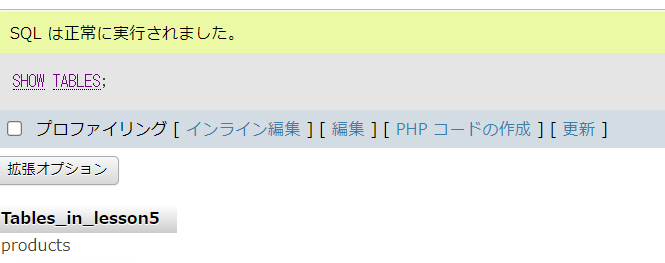 SQL は正常に実行されました。
SHOW TABLES;
プロファイリング [ インライン編集 ] [ 編集 ] [ PHP コードの作成 ] [ 更新 ]
拡張オプション
Tables_in_lesson5
products